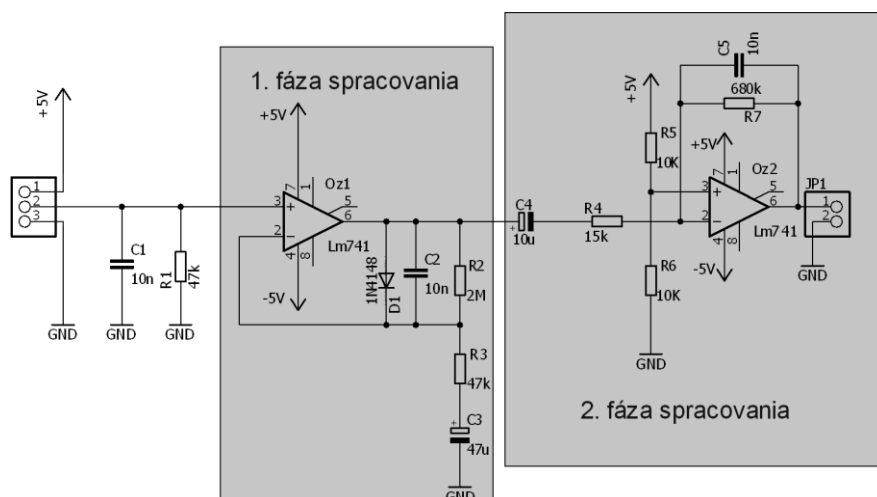 1. fáza spracovania
2. fáza spracovania
+5V
1
2
3
C1
10n
R1
47k
GND
GND
GND
+5V
7
1
Oz1
3
+
5
6
2
−
4
8
Lm741
-5V
1N4148
D1
C2
10n
R2
2M
R3
47k
+
C3
47u
GND
C4
+
10u
R4
15k
+5V
R5
10K
R6
10K
GND
C5
10n
680k
R7
+5V
7
1
Oz2
3
+
5
6
2
−
4
8
Lm741
-5V
JP1
1
2
GND